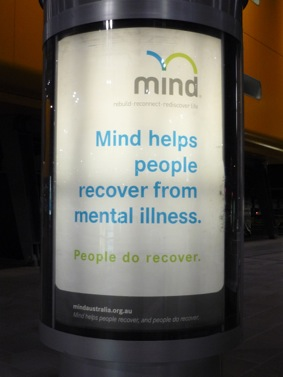 mind
rebuild·reconnect·rediscover life
Mind helps
people
recover from
mental illness.
People do recover.
mindaustralia.org.au
Mind helps people recover, and people do recover.